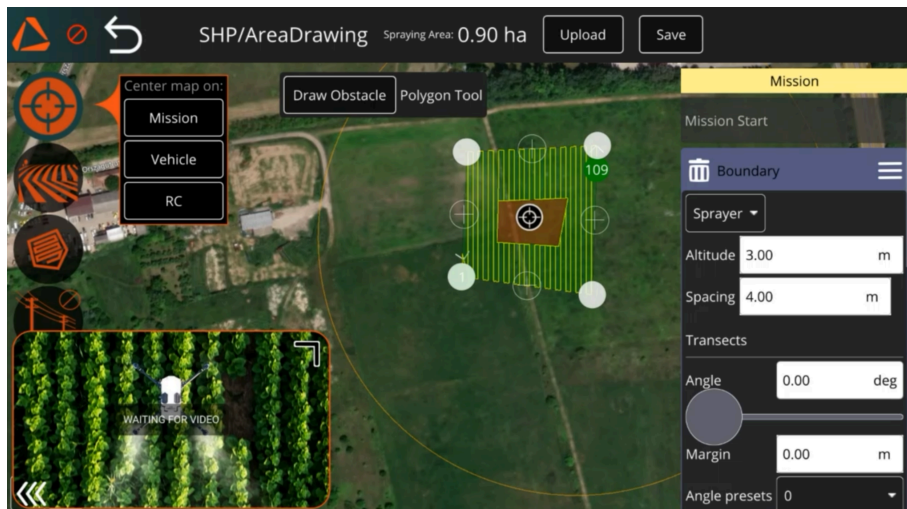 SHP/AreaDrawing Spraying Area: 0.90 ha Upload Save
Center map on:
Mission
Vehicle
RC
Draw Obstacle Polygon Tool
109
1
WAITING FOR VIDEO
Mission
Mission Start
Boundary
Sprayer
Altitude 3.00 m
Spacing 4.00 m
Transects
Angle 0.00 deg
Margin 0.00 m
Angle presets 0